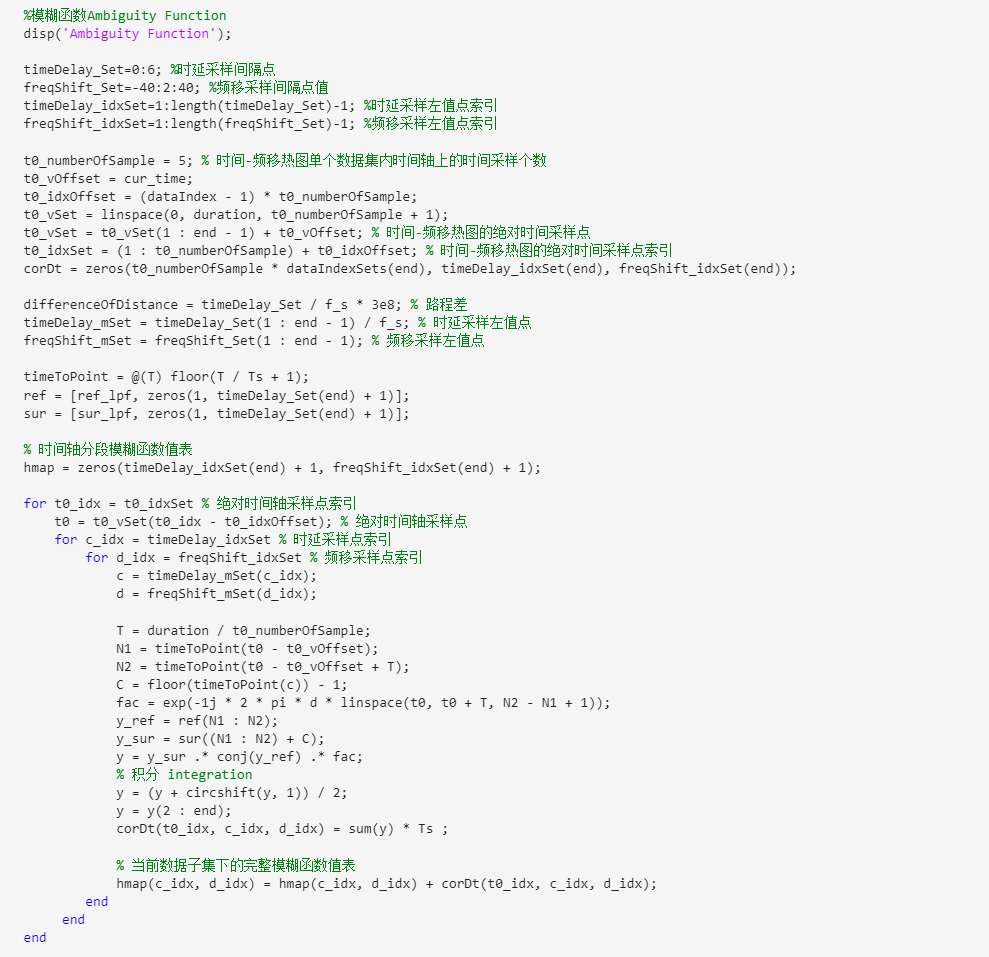 %模糊函数Ambiguity Function
disp('Ambiguity Function');
timeDelay_Set=0:6; %时延采样间隔点
freqShift_Set=-40:2:40; %频移采样间隔点值
timeDelay_idxSet=1:length(timeDelay_Set)-1; %时延采样左值点索引
freqShift_idxSet=1:length(freqShift_Set)-1; %频移采样左值点索引
t0_numberOfSample = 5; % 时间-频移热图单个数据集内时间轴上的时间采样个数
t0_vOffset = cur_time;
t0_idxOffset = (dataIndex - 1) * t0_numberOfSample;
t0_vSet = linspace(0, duration, t0_numberOfSample + 1);
t0_vSet = t0_vSet(1 : end - 1) + t0_vOffset; % 时间-频移热图的绝对时间采样点
t0_idxSet = (1 : t0_numberOfSample) + t0_idxOffset; % 时间-频移热图的绝对时间采样点索引
corDt = zeros(t0_numberOfSample * dataIndexSets(end), timeDelay_idxSet(end), freqShift_idxSet(end));
differenceOfDistance = timeDelay_Set / f_s * 3e8; % 路程差
timeDelay_mSet = timeDelay_Set(1 : end - 1) / f_s; % 时延采样左值点
freqShift_mSet = freqShift_Set(1 : end - 1); % 频移采样左值点
timeToPoint = @(T) floor(T / Ts + 1);
ref = [ref_lpf, zeros(1, timeDelay_Set(end) + 1)];
sur = [sur_lpf, zeros(1, timeDelay_Set(end) + 1)];
% 时间轴分段模糊函数值表
hmap = zeros(timeDelay_idxSet(end) + 1, freqShift_idxSet(end) + 1);
for t0_idx = t0_idxSet % 绝对时间轴采样点索引
t0 = t0_vSet(t0_idx - t0_idxOffset); % 绝对时间轴采样点
for c_idx = timeDelay_idxSet % 时延采样点索引
for d_idx = freqShift_idxSet % 频移采样点索引
c = timeDelay_mSet(c_idx);
d = freqShift_mSet(d_idx);
T = duration / t0_numberOfSample;
N1 = timeToPoint(t0 - t0_vOffset);
N2 = timeToPoint(t0 - t0_vOffset + T);
C = floor(timeToPoint(c)) - 1;
fac = exp(-1j * 2 * pi * d * linspace(t0, t0 + T, N2 - N1 + 1));
y_ref = ref(N1 : N2);
y_sur = sur((N1 : N2) + C);
y = y_sur .* conj(y_ref) .* fac;
% 积分 integration
y = (y + circshift(y, 1)) / 2;
y = y(2 : end);
corDt(t0_idx, c_idx, d_idx) = sum(y) * Ts ;
% 当前数据子集下的完整模糊函数值表
hmap(c_idx, d_idx) = hmap(c_idx, d_idx) + corDt(t0_idx, c_idx, d_idx);
end
end
end